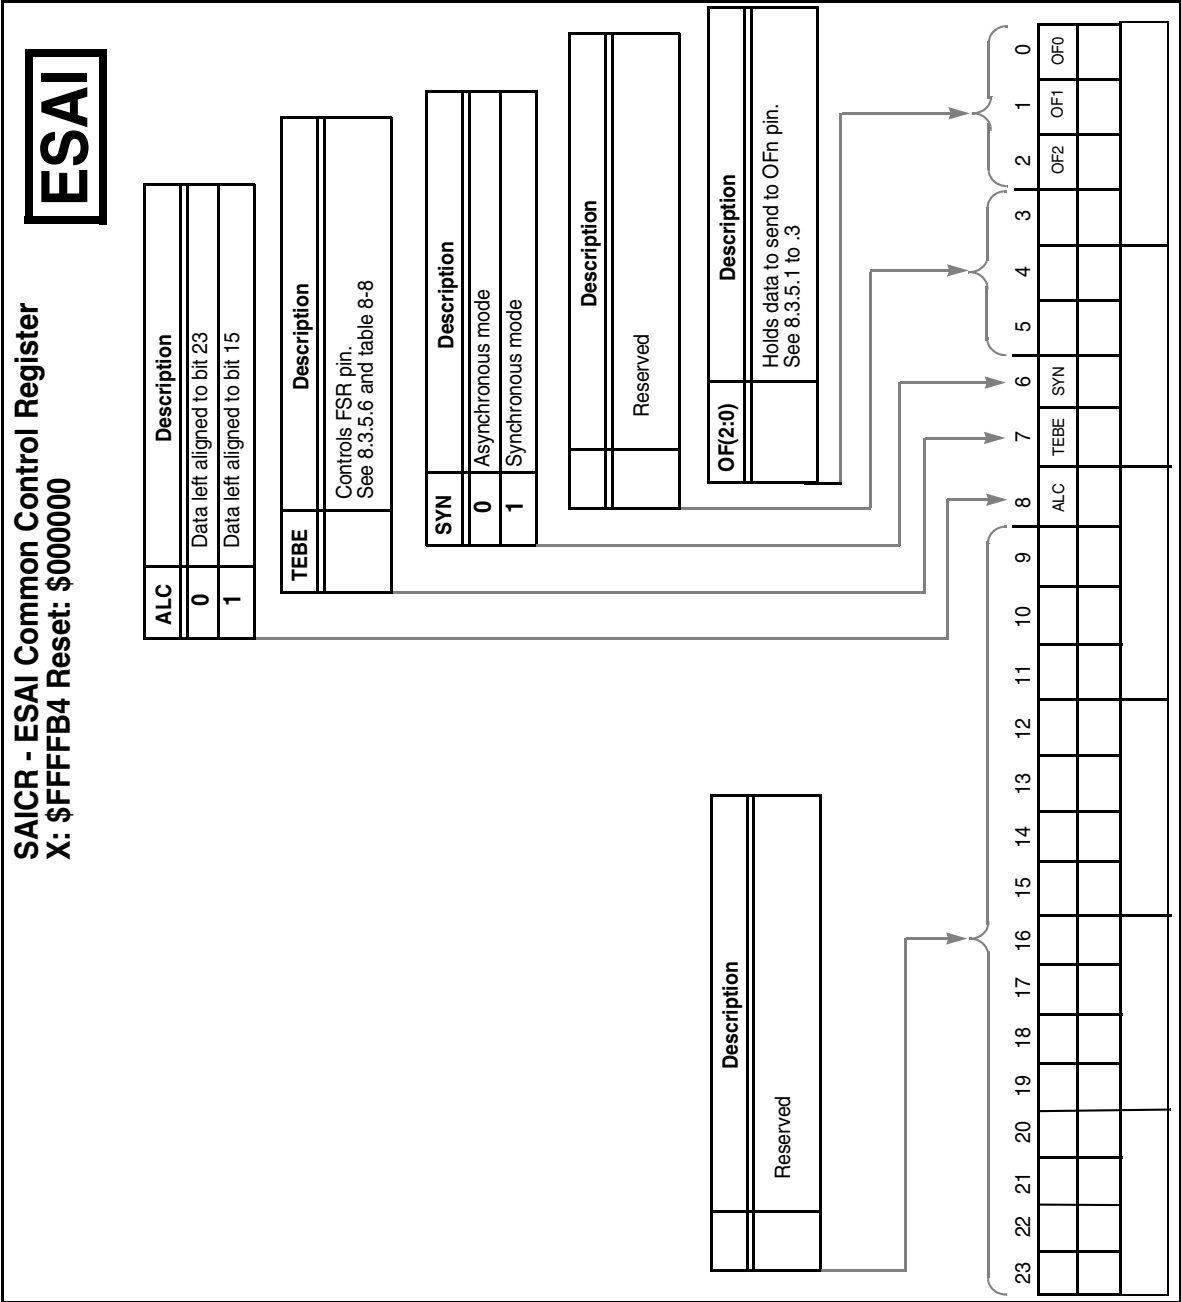 SAICR - ESAI Common Control Register
X: $FFFFB4 Reset: $000000
ESAI
ALC Description
0 Data left aligned to bit 23
1 Data left aligned to bit 15
TEBE Description
Controls FSR pin.
See 8.3.5.6 and table 8-8
SYN Description
0 Asynchronous mode
1 Synchronous mode
Description
Reserved
Description
Reserved
OF(2:0) Description
Holds data to send to OFn pin.
See 8.3.5.1 to .3
23 22 21 20 19 18 17 16 15 14 13 12 11 10 9 8 7 6 5 4 3 2 1 0
ALC TEBE SYN OF2 OF1 OF0